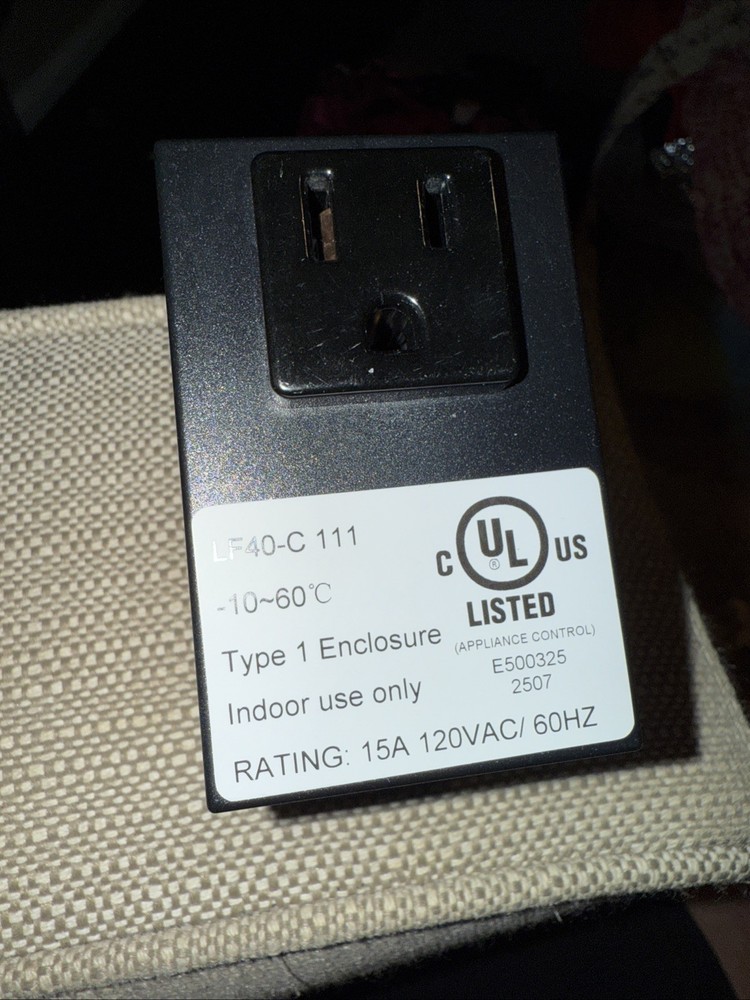 LF40-C 111
-10~60℃
Type 1 Enclosure
Indoor use only
RATING: 15A 120VAC/ 60HZ
C UL ® US
LISTED
(APPLIANCE CONTROL)
E500325
2507